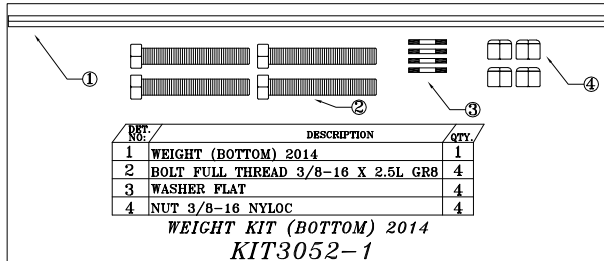 1
2
3
4
DET. NO: DESCRIPTION QTY.
1 WEIGHT (BOTTOM) 2014 1
2 BOLT FULL THREAD 3/8-16 X 2.5L GR8 4
3 WASHER FLAT 4
4 NUT 3/8-16 NYLOC 4
WEIGHT KIT (BOTTOM) 2014
KIT3052-1